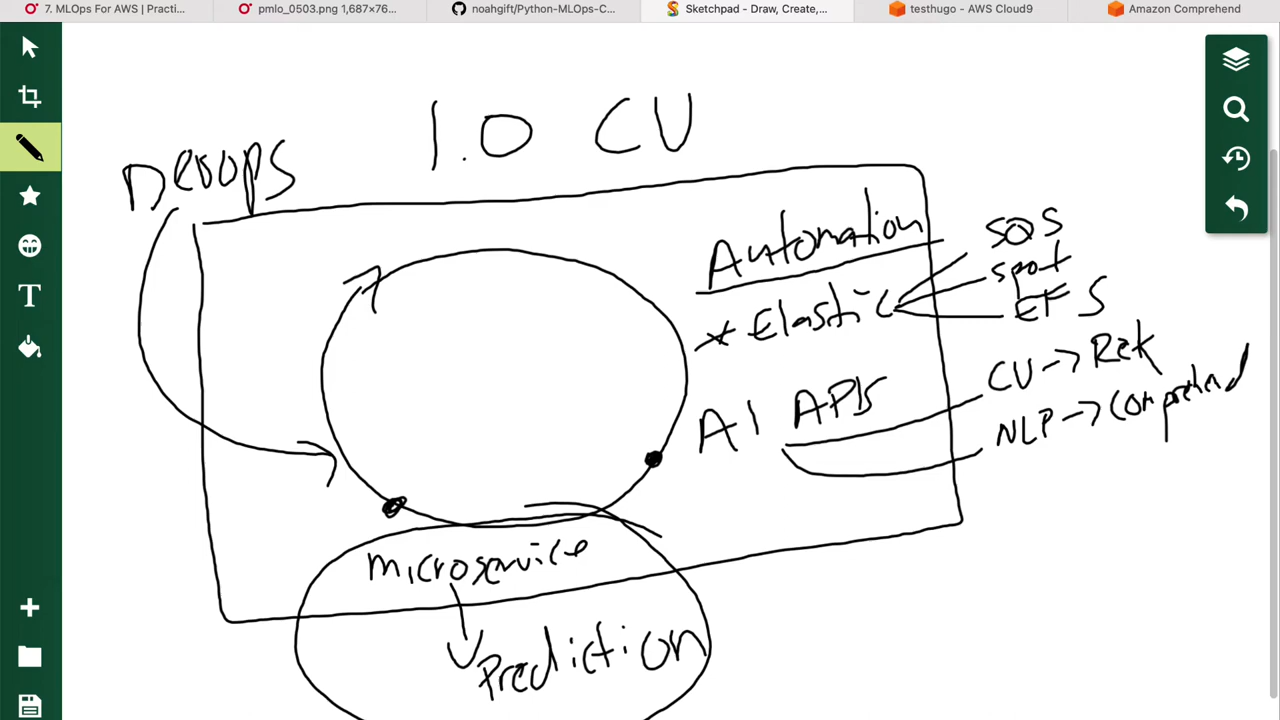 7. MLOps For AWS | Practi...
pmlo_0503.png 1,687×76...
noahgift/Python-MLOps-C...
Sketchpad - Draw, Create,...
testhugo - AWS Cloud9
Amazon Comprehend
1.0 CV
Devops
Automation
* Elastic
SQS
spot
EFS
AI APIs
CV -> Rek
NLP -> Comprehend
microservice
Prediction
T